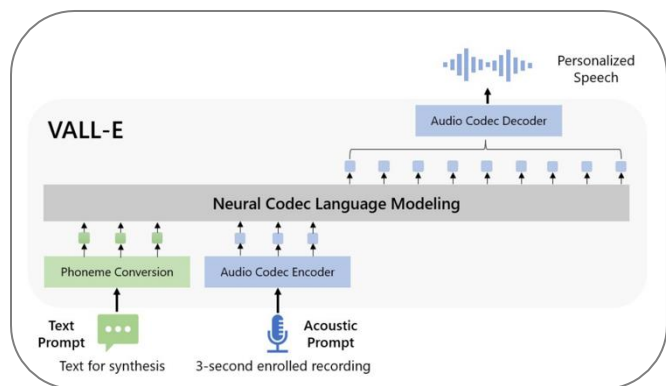 Personalized
Speech
VALL-E
Audio Codec Decoder
Neural Codec Language Modeling
Phoneme Conversion
Audio Codec Encoder
Text
Prompt
Acoustic
Prompt
Text for synthesis
3-second enrolled recording